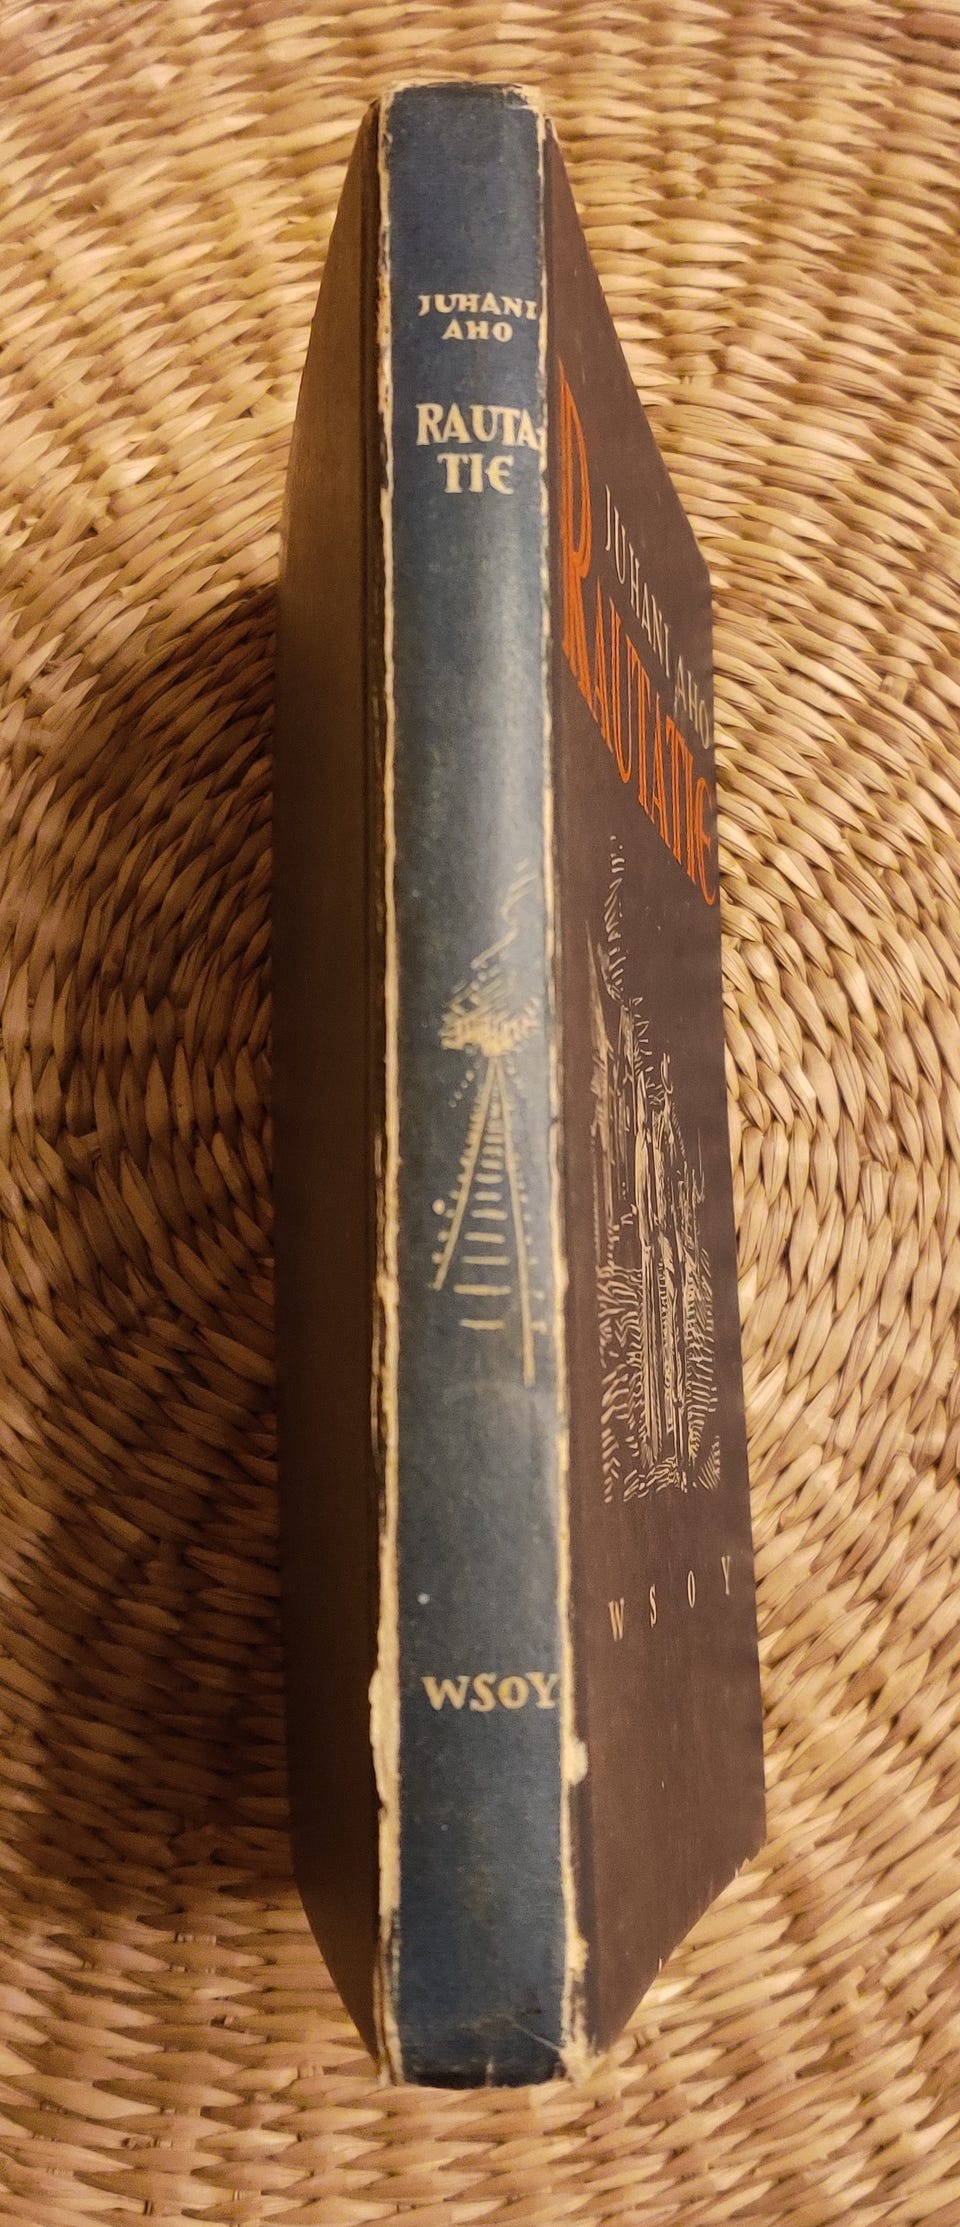 JUHANI
AHO
RAUTA-
TIE
WSOY
JUHANI AHO
RAUTATIE
WSOY